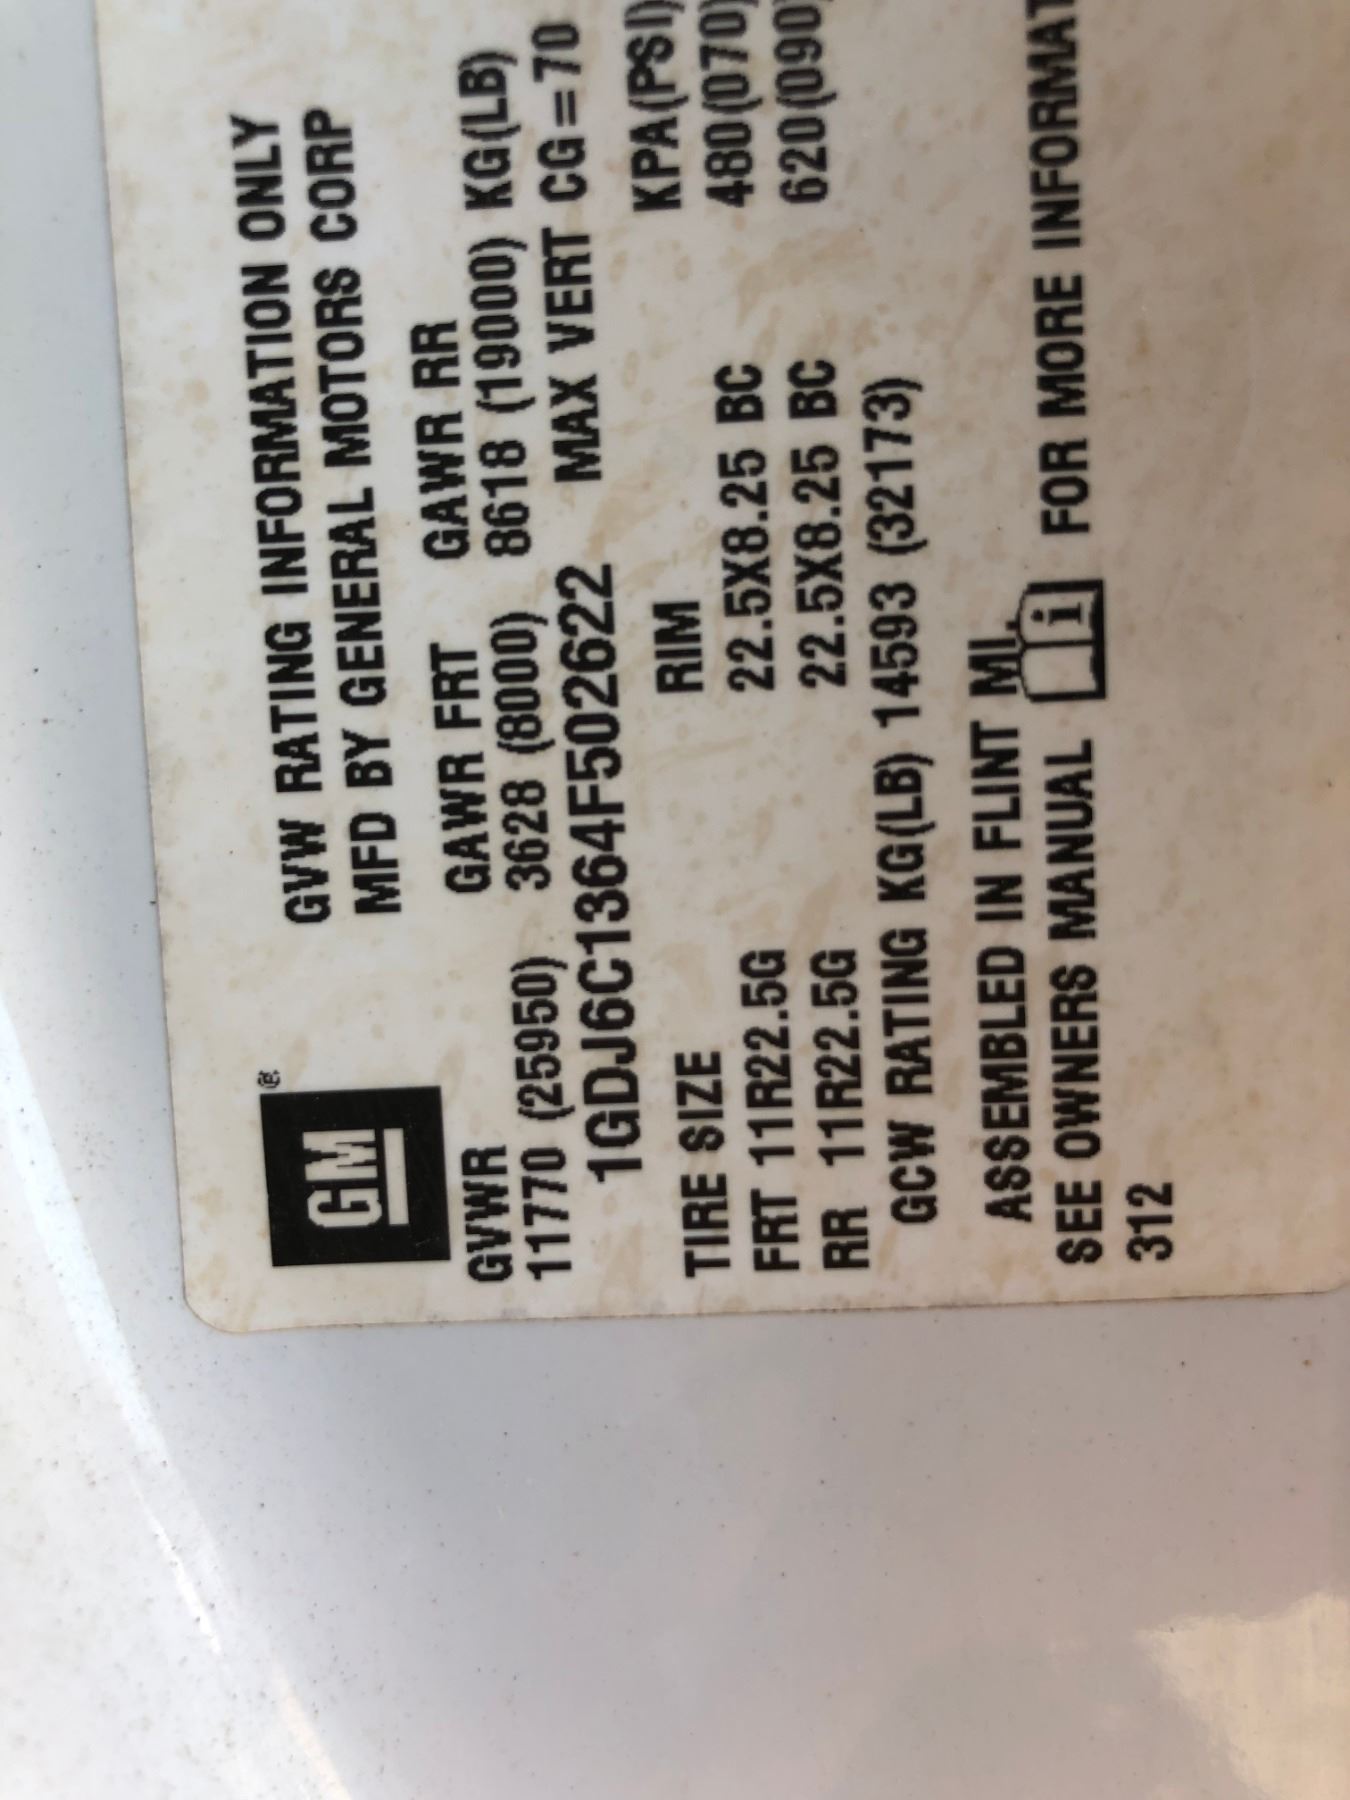 GM®
GVW RATING INFORMATION ONLY
MFD BY GENERAL MOTORS CORP
GVWR GAWR FRT GAWR RR
11770 (25950) 3628 (8000) 8618 (19000) KG(LB)
1GDJ6C1364F502622 MAX VERT CG=70
TIRE SIZE RIM KPA(PSI)
FRT 11R22.5G 22.5X8.25 BC 480(070)
RR 11R22.5G 22.5X8.25 BC 620(090)
GCW RATING KG(LB) 14593 (32173)
ASSEMBLED IN FLINT MI.
SEE OWNERS MANUAL i FOR MORE INFORMAT
312